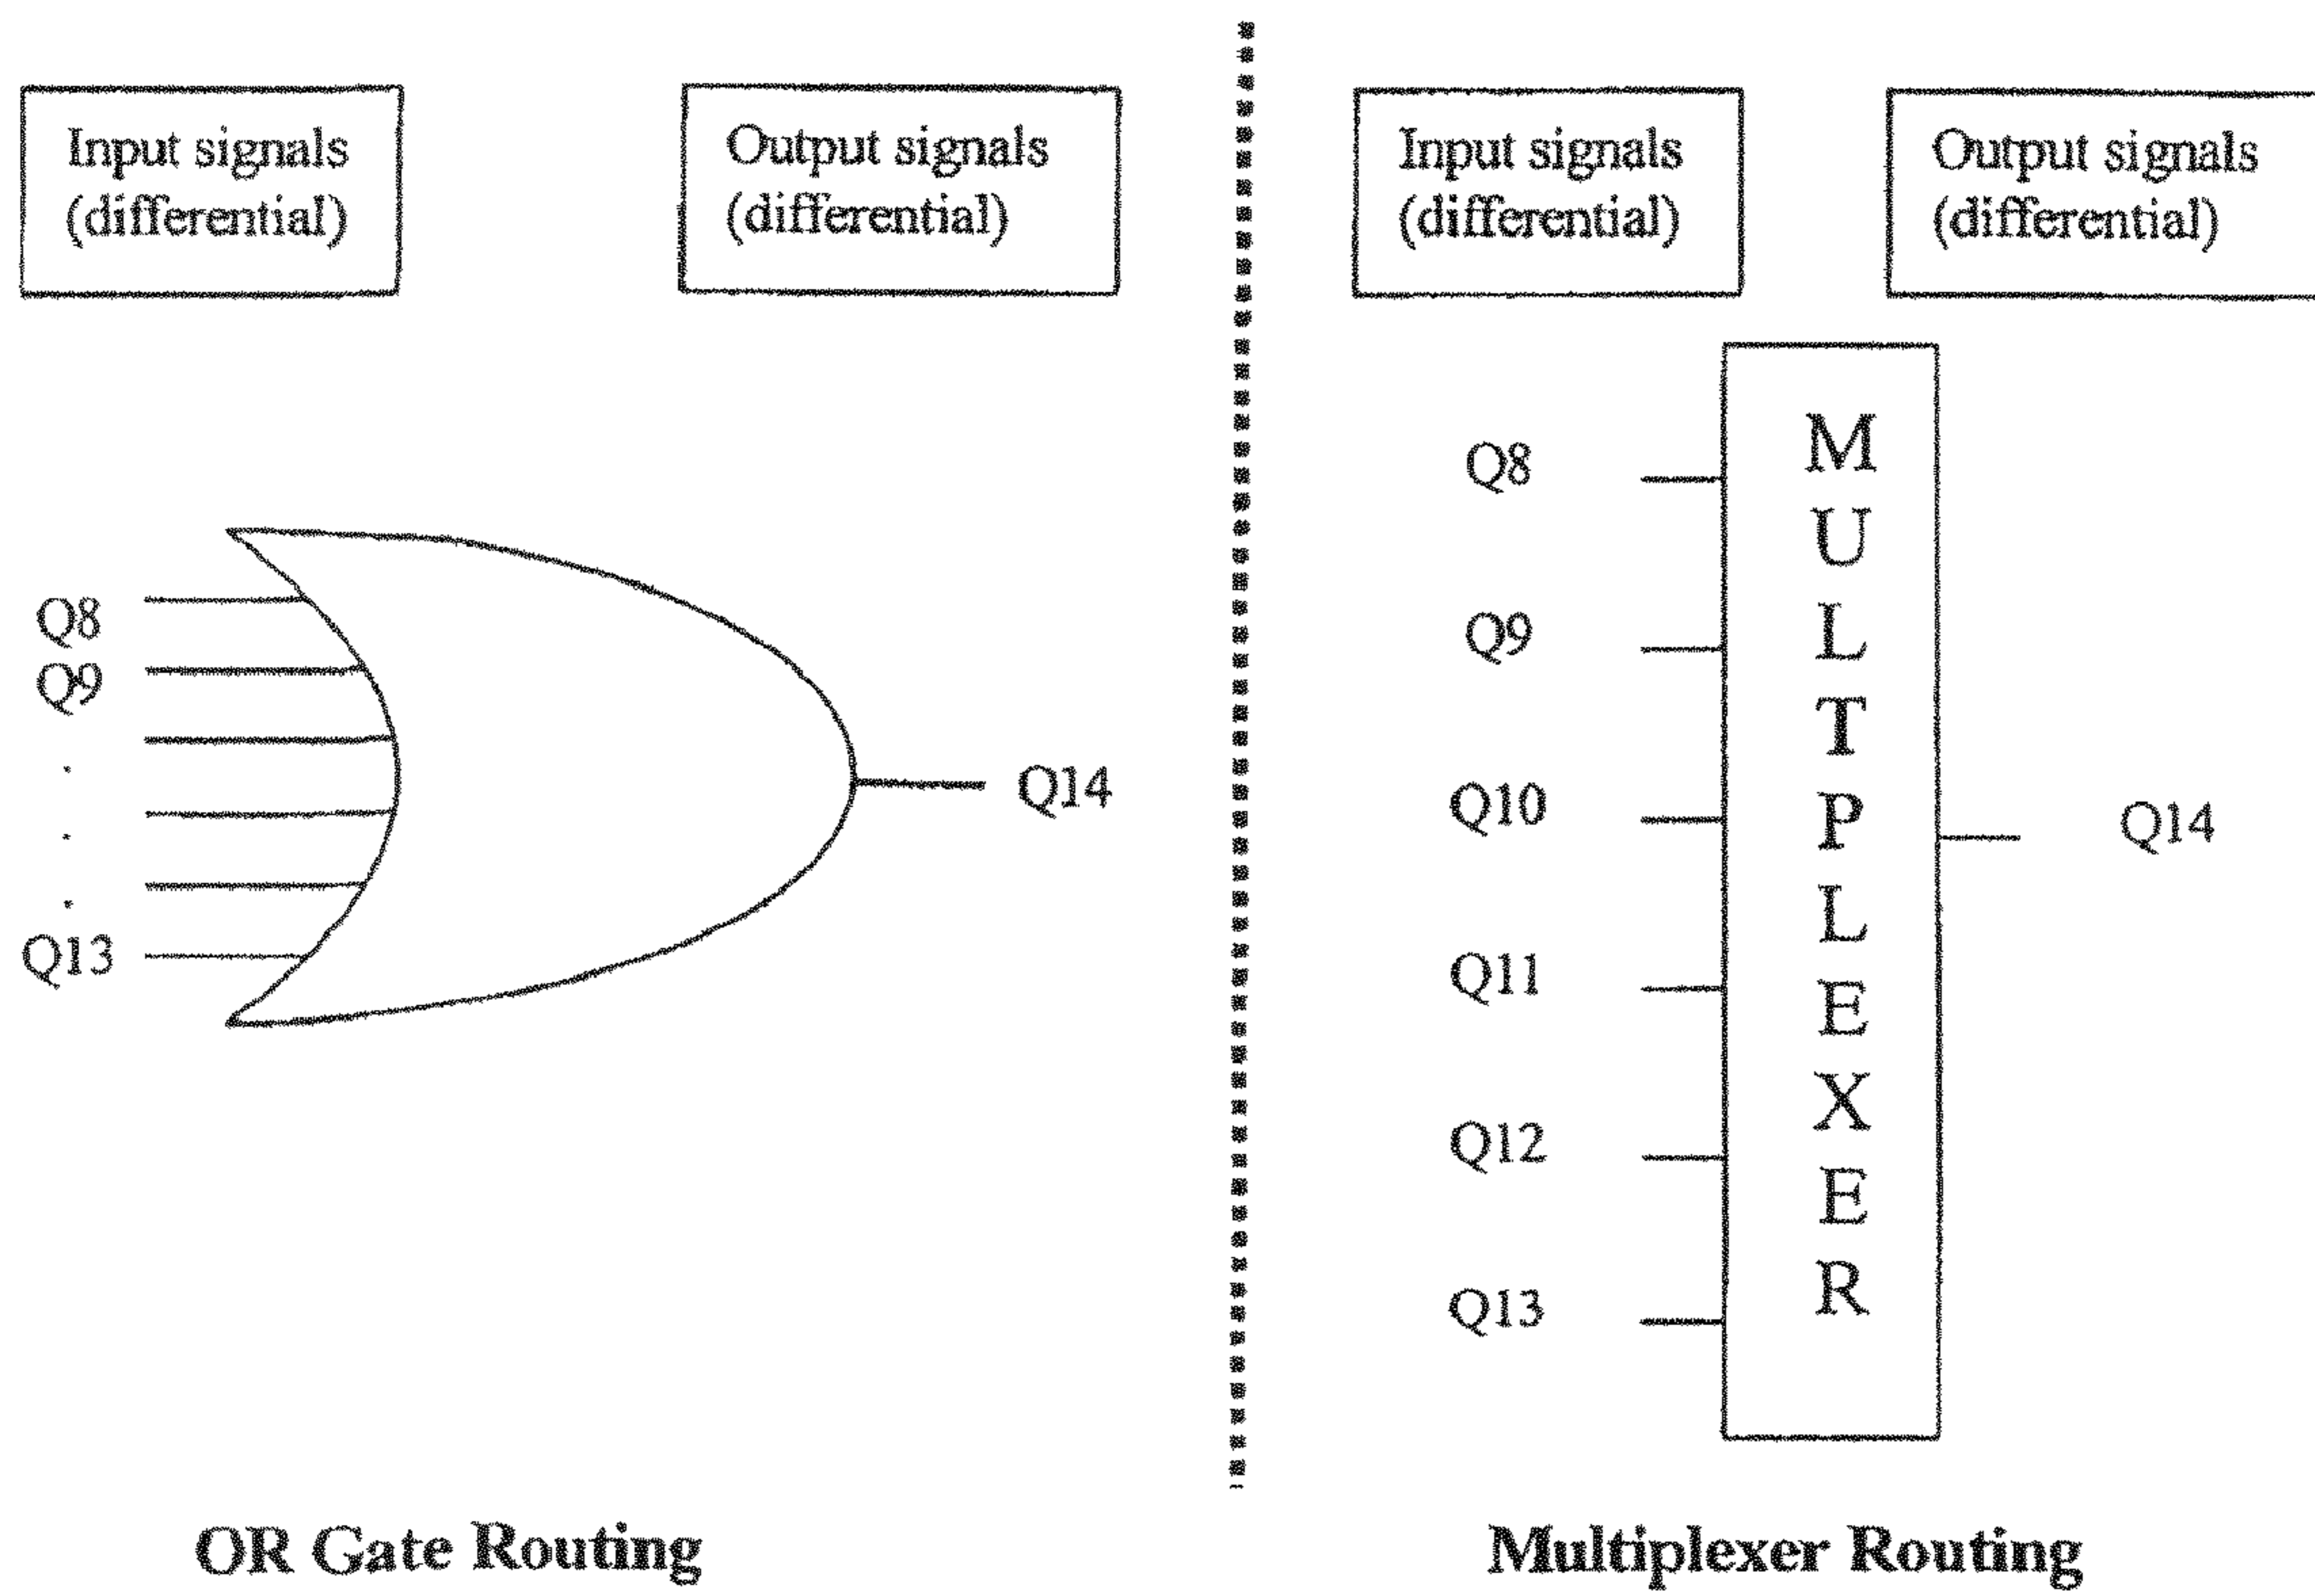 Input signals
(differential)
Output signals
(differential)
Q8
Q9
.
.
.
Q13
Q14
OR Gate Routing
Input signals
(differential)
Output signals
(differential)
Q8
Q9
Q10
Q11
Q12
Q13
M
U
L
T
P
L
E
X
E
R
Q14
Multiplexer Routing